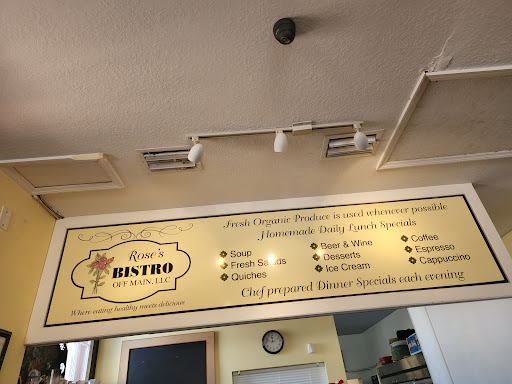 Rose's
BISTRO
OFF MAIN, LLC
Where eating healthy meets delicious
Fresh Organic Produce is used whenever possible
Homemade Daily Lunch Specials
Soup
Fresh Salads
Quiches
Beer & Wine
Desserts
Ice Cream
Coffee
Espresso
Cappuccino
Chef prepared Dinner Specials each evening